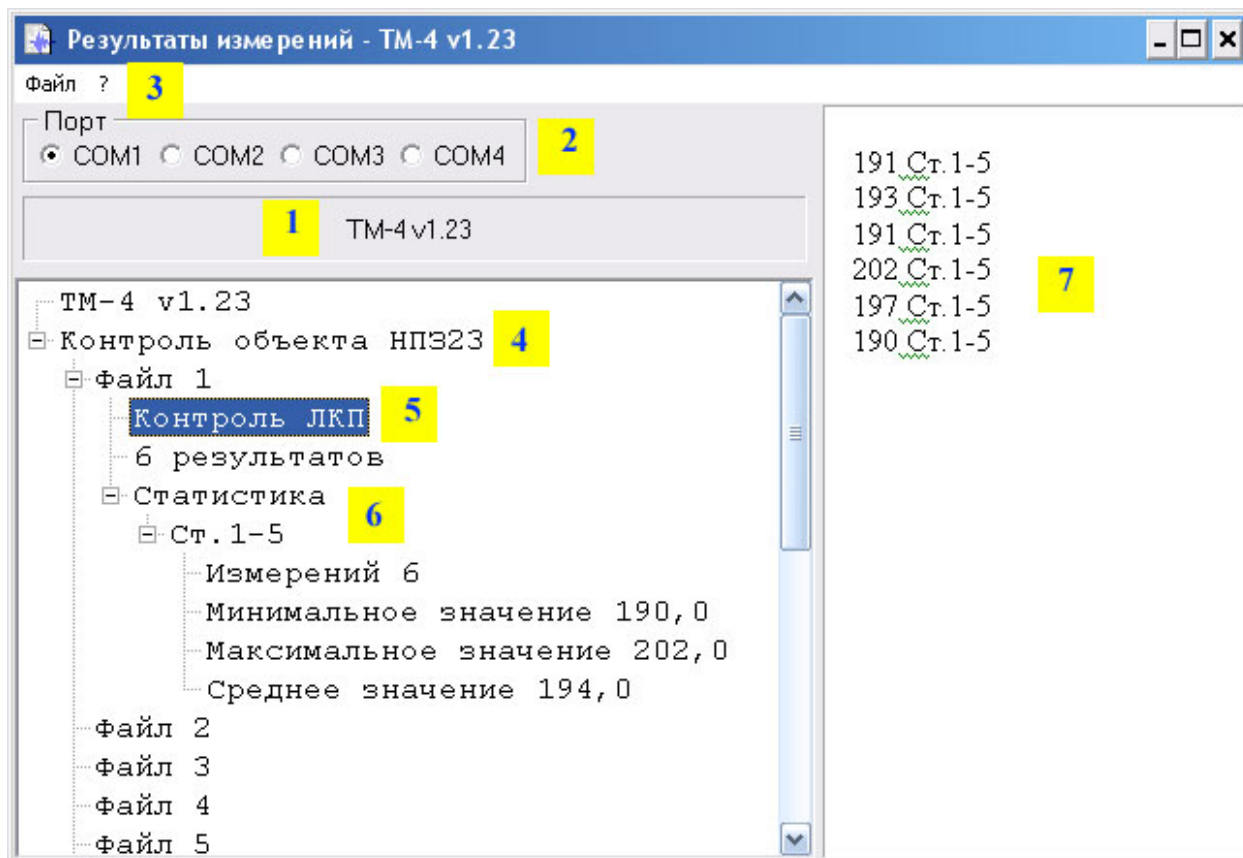 Результаты измерений - ТМ-4 v1.23
Файл ? 3
Порт
COM1 COM2 COM3 COM4 2
1 ТМ-4 v1.23
ТМ-4 v1.23
Контроль объекта НПЗ23 4
Файл 1
Контроль ЛКП 5
6 результатов
Статистика
6
Ст.1-5
Измерений 6
Минимальное значение 190,0
Максимальное значение 202,0
Среднее значение 194,0
Файл 2
Файл 3
Файл 4
Файл 5
191 Ст.1-5
193 Ст.1-5
191 Ст.1-5
202 Ст.1-5 7
197 Ст.1-5
190 Ст.1-5